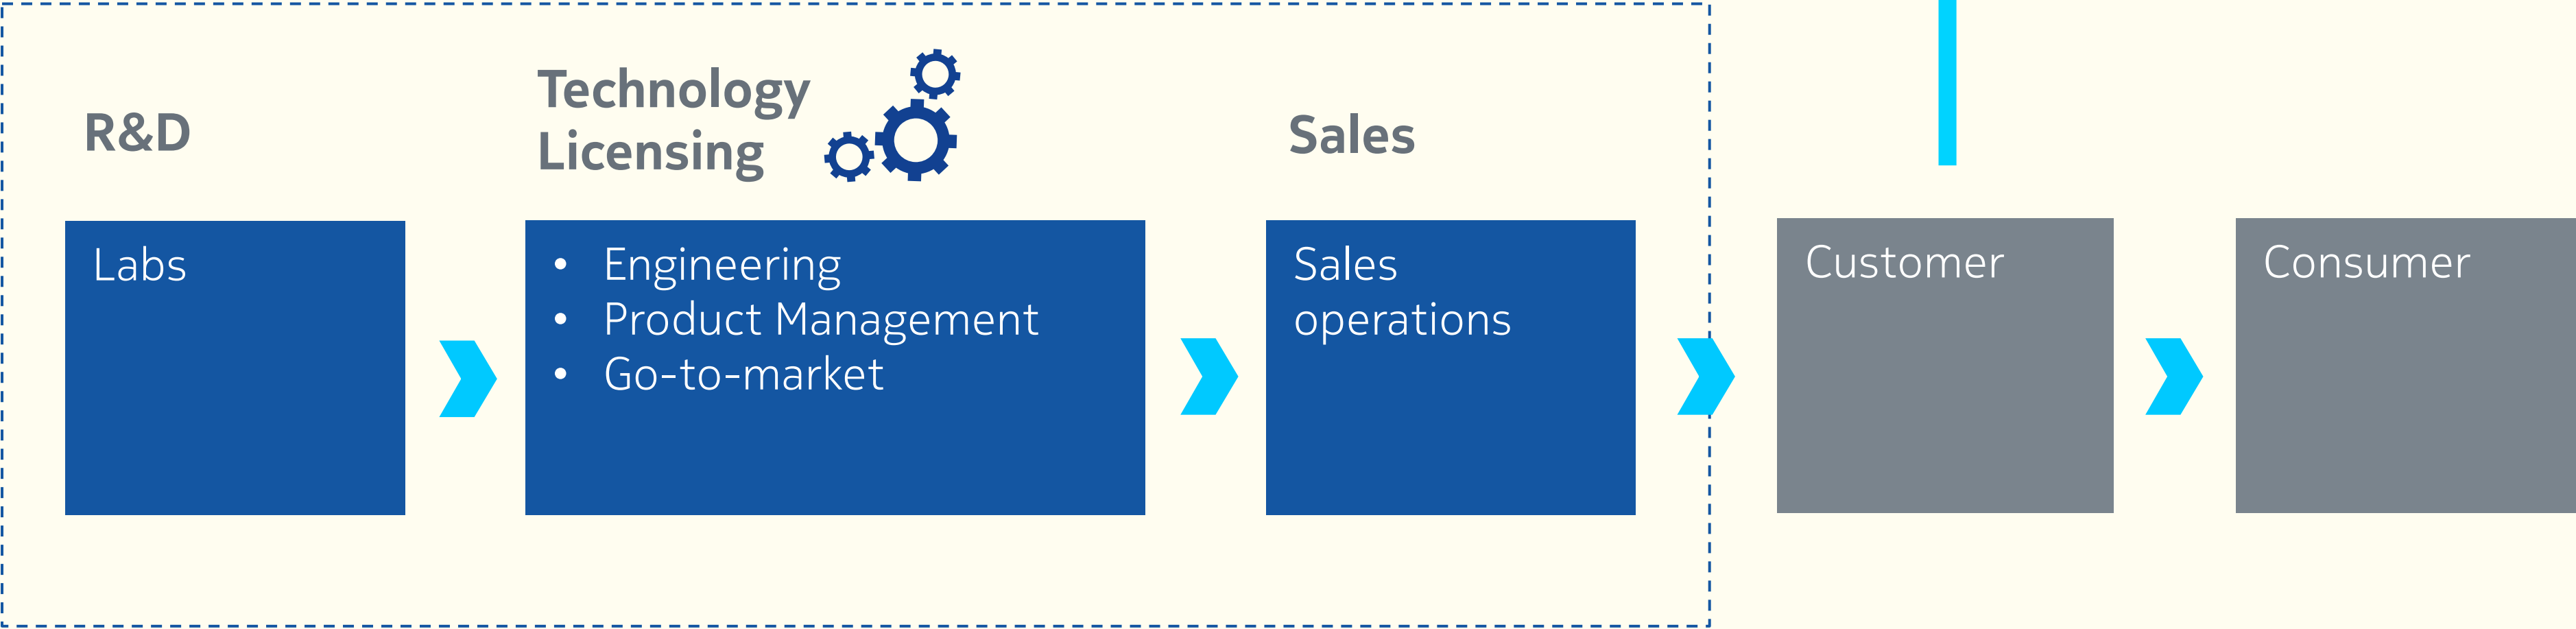 R&D
Technology
Licensing
Sales
Labs
• Engineering
• Product Management
• Go-to-market
Sales
operations
Customer
Consumer